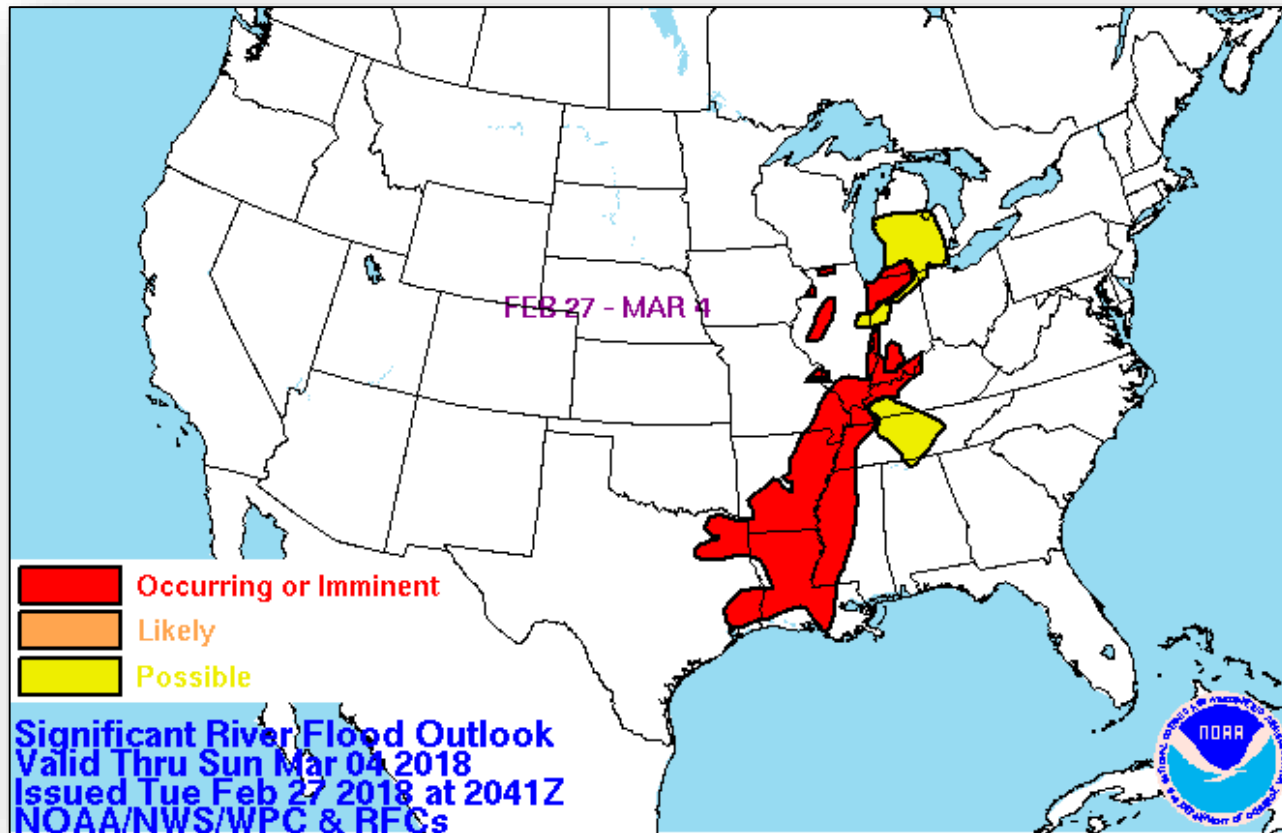 FEB 27 - MAR 4
Occurring or Imminent
Likely
Possible
Significant River Flood Outlook
Valid Thru Sun Mar 04 2018
Issued Tue Feb 27 2018 at 2041Z
NOAA/NWS/WPC & RFCs
NOAA